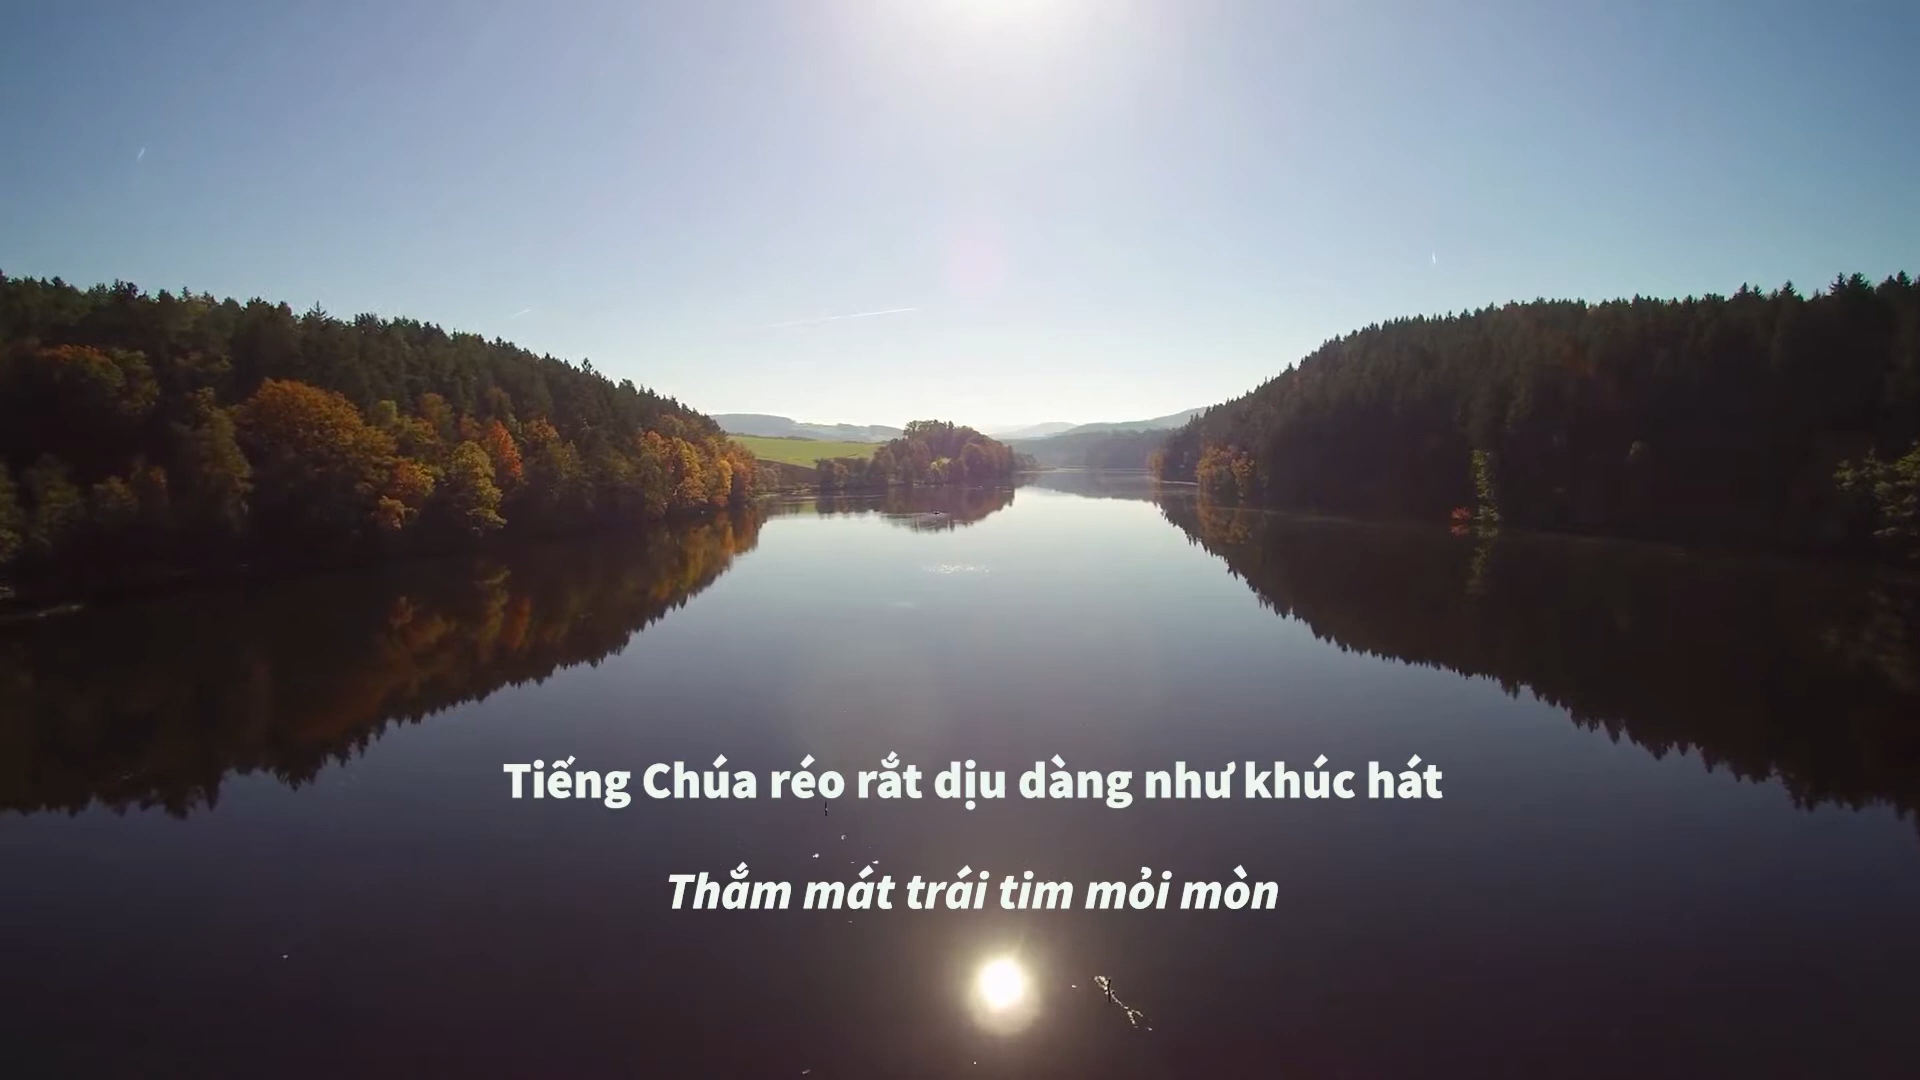 Tiếng Chúa réo rắt dịu dàng như khúc hát
Thắm mát trái tim mỏi mòn